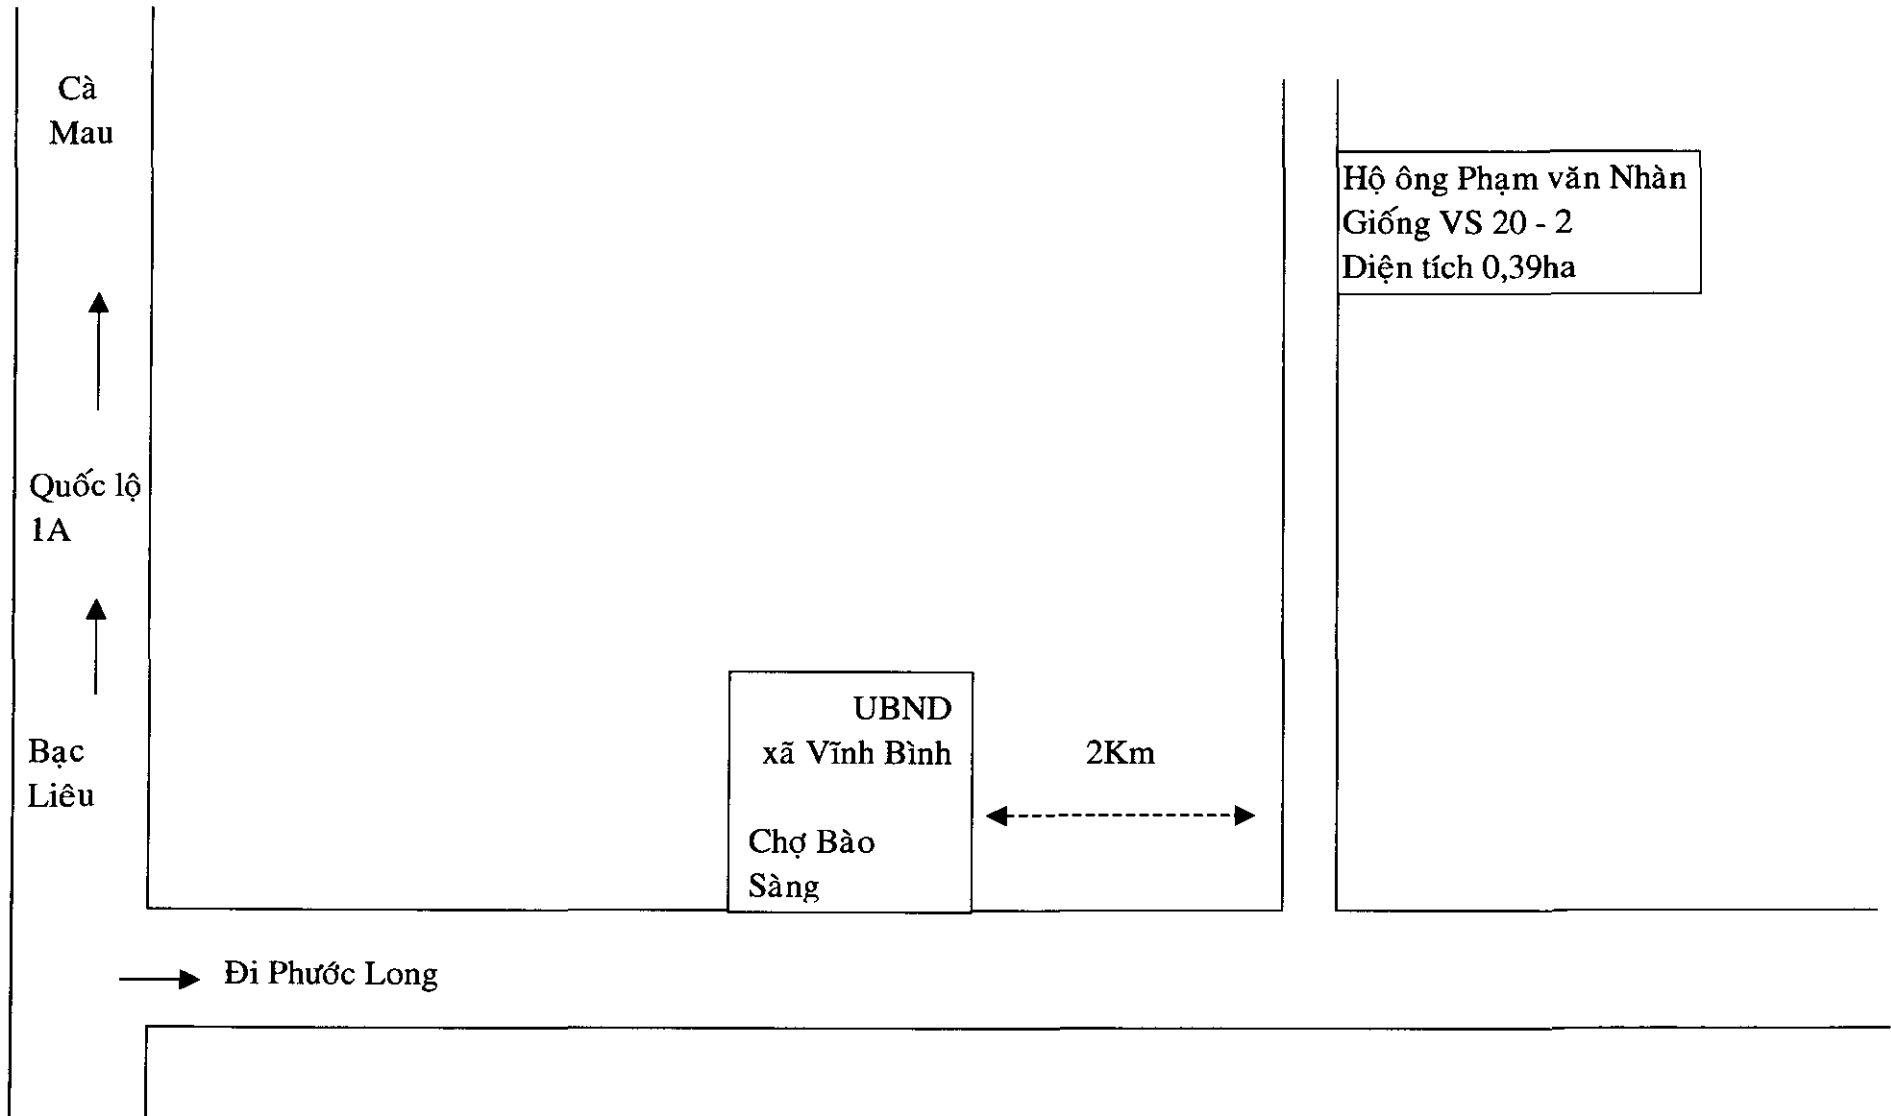 Cà
Mau
Hộ ông Phạm văn Nhàn
Giống VS 20 - 2
Diện tích 0,39ha
Quốc lộ
1A
Bạc
Liêu
UBND
xã Vĩnh Bình
2Km
Chợ Bào
Sàng
Đi Phước Long